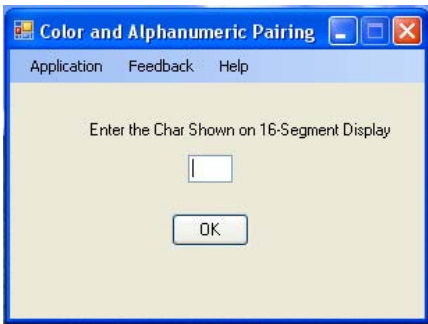 Color and Alphanumeric Pairing
Application Feedback Help
Enter the Char Shown on 16-Segment Display
OK